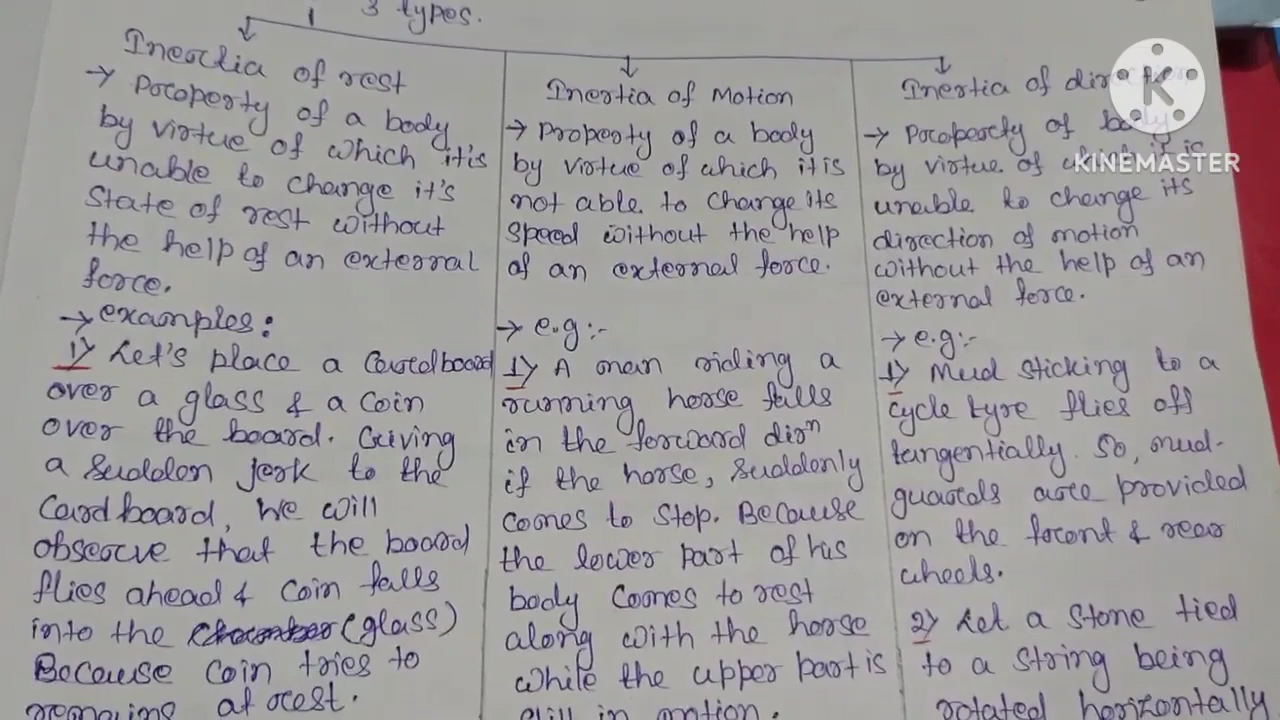 3 types.
Inertia of rest
→ Property of a body
by virtue of which it's
unable to change it's
State of rest without
the help of an external
force.
→ examples:
1) Let's place a Cardboard
over a glass & a Coin
over the board. Giving
a sudden jerk to the
Cardboard, we will
observe that the board
flies ahead & Coin falls
into the (glass)
Because Coin tries to
remains at rest.
Inertia of Motion
→ Property of a body
by virtue of which it is
not able to change its
speed without the help
of an external force.
→ e.g:-
1) A man riding a
running horse falls
in the forward dirⁿ
if the horse, suddenly
Comes to stop. Because
the lower part of his
body Comes to rest
along with the horse
while the upper part is
still in motion.
Inertia of direction
→ Property of body
by virtue of which it is
unable to change its
direction of motion
without the help of an
external force.
→ e.g:-
1) Mud sticking to a
cycle tyre flies off
tangentially. So, mud-
guards are provided
on the front & rear
wheels.
2) Let a stone tied
to a string being
rotated horizontally
KINEMASTER